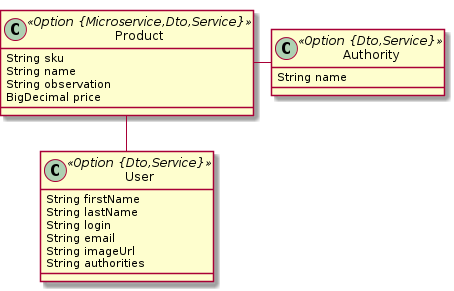 C «Option {Microservice,Dto,Service}»
Product
String sku
String name
String observation
BigDecimal price
C «Option {Dto,Service}»
Authority
String name
C «Option {Dto,Service}»
User
String firstName
String lastName
String login
String email
String imageUrl
String authorities